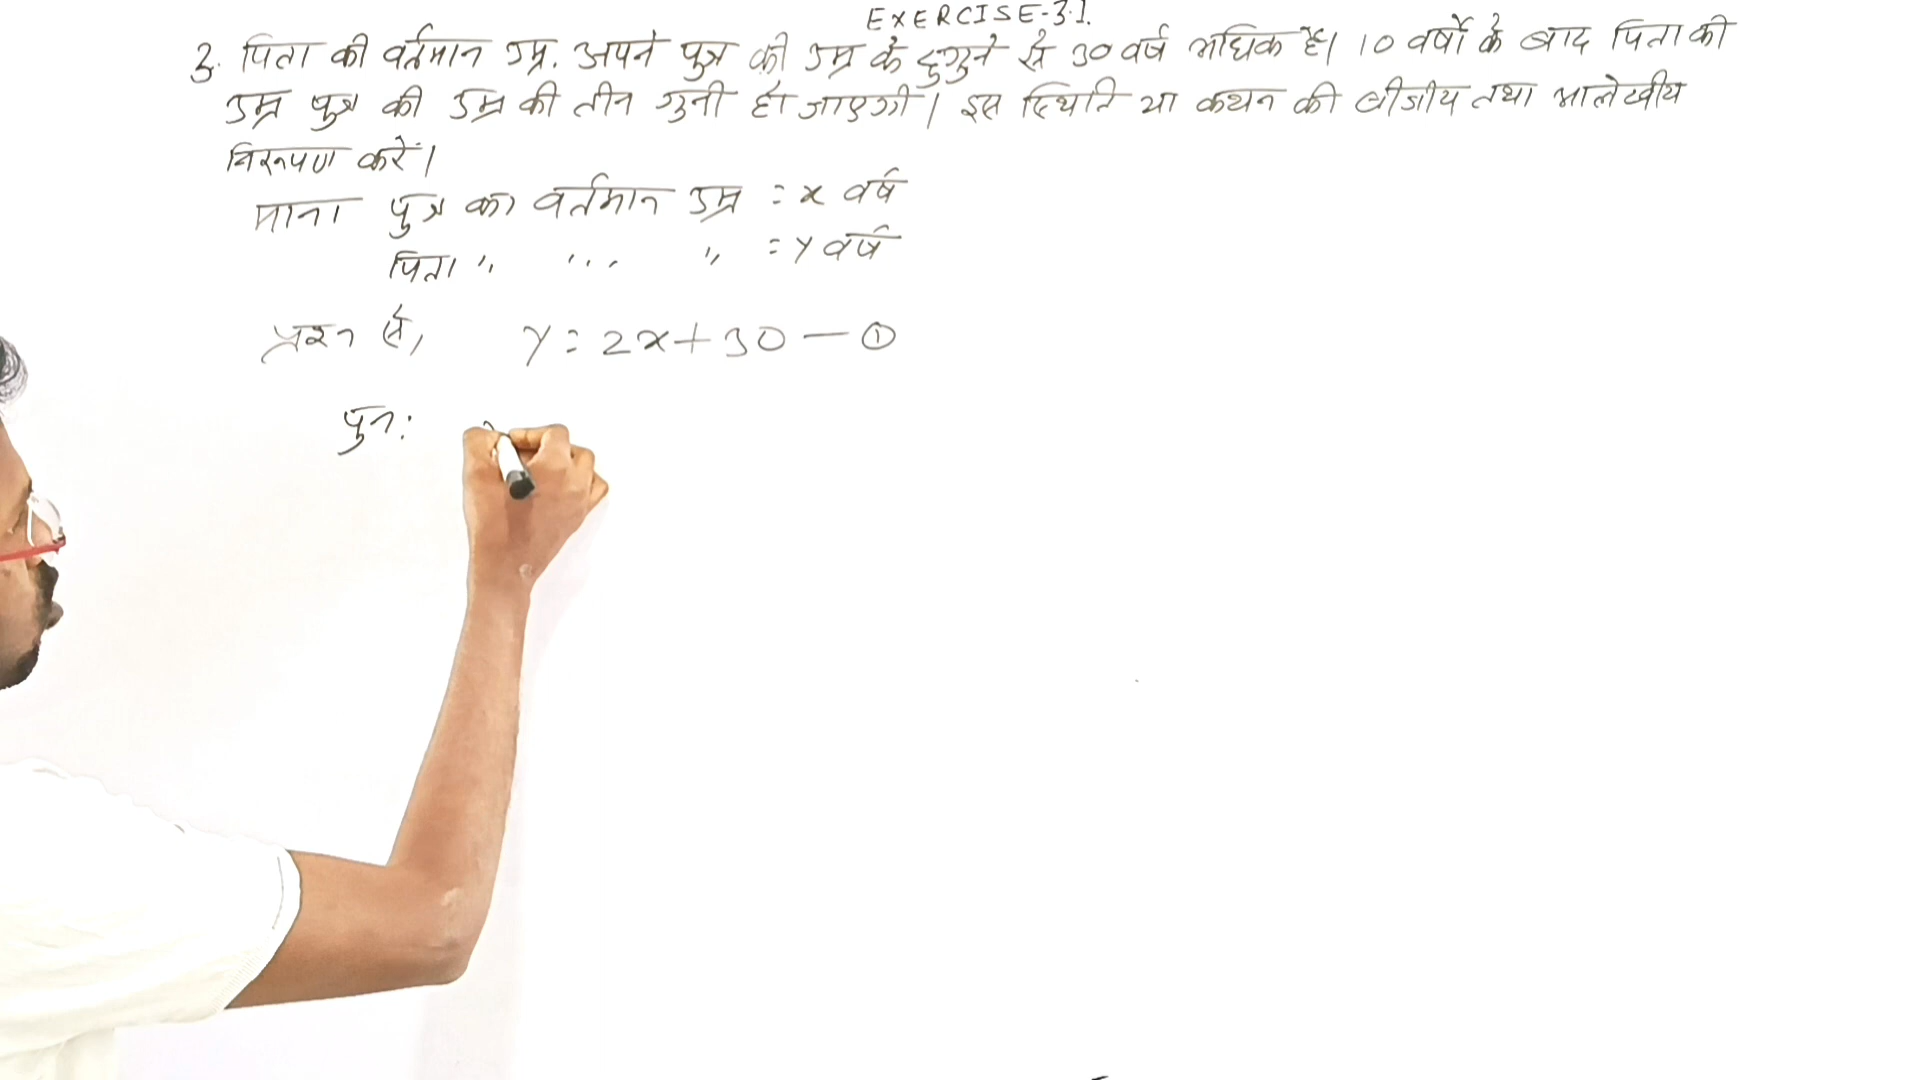 EXERCISE-3.1.
3. पिता की वर्तमान उम्र, अपने पुत्र की उम्र के दुगुने से 30 वर्ष अधिक है। 10 वर्षों के बाद पिता की
उम्र पुत्र की उम्र की तीन गुनी हो जाएगी। इस स्थिति या कथन की बीजीय तथा आलेखीय
निरूपण करें।
माना पुत्र का वर्तमान उम्र = x वर्ष
पिता " ... " = y वर्ष
प्रश्न से, y = 2x + 30 — ①
पुनः